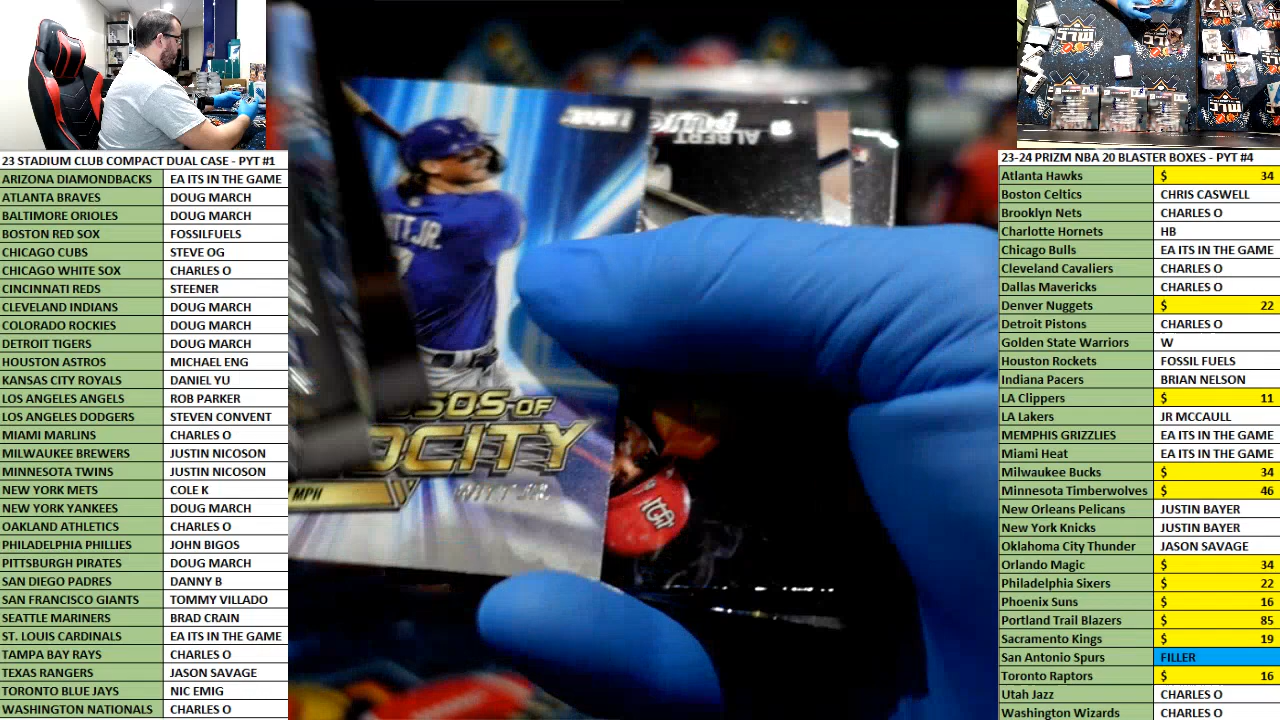 23 STADIUM CLUB COMPACT DUAL CASE - PYT #1
ARIZONA DIAMONDBACKS EA ITS IN THE GAME
ATLANTA BRAVES DOUG MARCH
BALTIMORE ORIOLES DOUG MARCH
BOSTON RED SOX FOSSILFUELS
CHICAGO CUBS STEVE OG
CHICAGO WHITE SOX CHARLES O
CINCINNATI REDS STEENER
CLEVELAND INDIANS DOUG MARCH
COLORADO ROCKIES DOUG MARCH
DETROIT TIGERS DOUG MARCH
HOUSTON ASTROS MICHAEL ENG
KANSAS CITY ROYALS DANIEL YU
LOS ANGELES ANGELS ROB PARKER
LOS ANGELES DODGERS STEVEN CONVENT
MIAMI MARLINS CHARLES O
MILWAUKEE BREWERS JUSTIN NICOSON
MINNESOTA TWINS JUSTIN NICOSON
NEW YORK METS COLE K
NEW YORK YANKEES DOUG MARCH
OAKLAND ATHLETICS CHARLES O
PHILADELPHIA PHILLIES JOHN BIGOS
PITTSBURGH PIRATES DOUG MARCH
SAN DIEGO PADRES DANNY B
SAN FRANCISCO GIANTS TOMMY VILLADO
SEATTLE MARINERS BRAD CRAIN
ST. LOUIS CARDINALS EA ITS IN THE GAME
TAMPA BAY RAYS CHARLES O
TEXAS RANGERS JASON SAVAGE
TORONTO BLUE JAYS NIC EMIG
WASHINGTON NATIONALS CHARLES O
ALBERT
ITT JR.
SOS OF
OCITY
MPH
WITT JR.
23-24 PRIZM NBA 20 BLASTER BOXES - PYT #4
Atlanta Hawks $ 34
Boston Celtics CHRIS CASWELL
Brooklyn Nets CHARLES O
Charlotte Hornets HB
Chicago Bulls EA ITS IN THE GAME
Cleveland Cavaliers CHARLES O
Dallas Mavericks CHARLES O
Denver Nuggets $ 22
Detroit Pistons CHARLES O
Golden State Warriors W
Houston Rockets FOSSIL FUELS
Indiana Pacers BRIAN NELSON
LA Clippers $ 11
LA Lakers JR MCCAULL
MEMPHIS GRIZZLIES EA ITS IN THE GAME
Miami Heat EA ITS IN THE GAME
Milwaukee Bucks $ 34
Minnesota Timberwolves $ 46
New Orleans Pelicans JUSTIN BAYER
New York Knicks JUSTIN BAYER
Oklahoma City Thunder JASON SAVAGE
Orlando Magic $ 34
Philadelphia Sixers $ 22
Phoenix Suns $ 16
Portland Trail Blazers $ 85
Sacramento Kings $ 19
San Antonio Spurs FILLER
Toronto Raptors $ 16
Utah Jazz CHARLES O
Washington Wizards CHARLES O